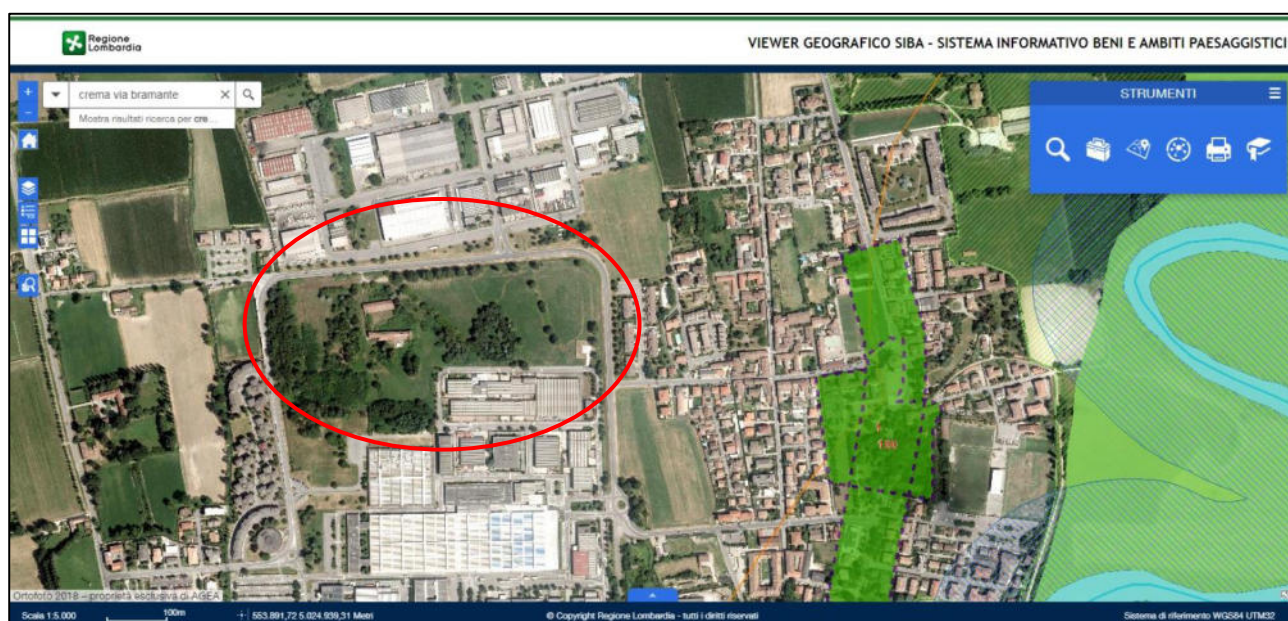 Regione
Lombardia
VIEWER GEOGRAFICO SIBA - SISTEMA INFORMATIVO BENI E AMBITI PAESAGGISTICI
crema via bramante
Mostra risultati ricerca per cre ...
STRUMENTI
Ortofoto 2018 – proprietà esclusiva di AGEA
Scala 1:5.000
100m
553.891,72 5.024.939,31 Metri
© Copyright Regione Lombardia - tutti i diritti riservati
Sistema di riferimento WGS84 UTM32